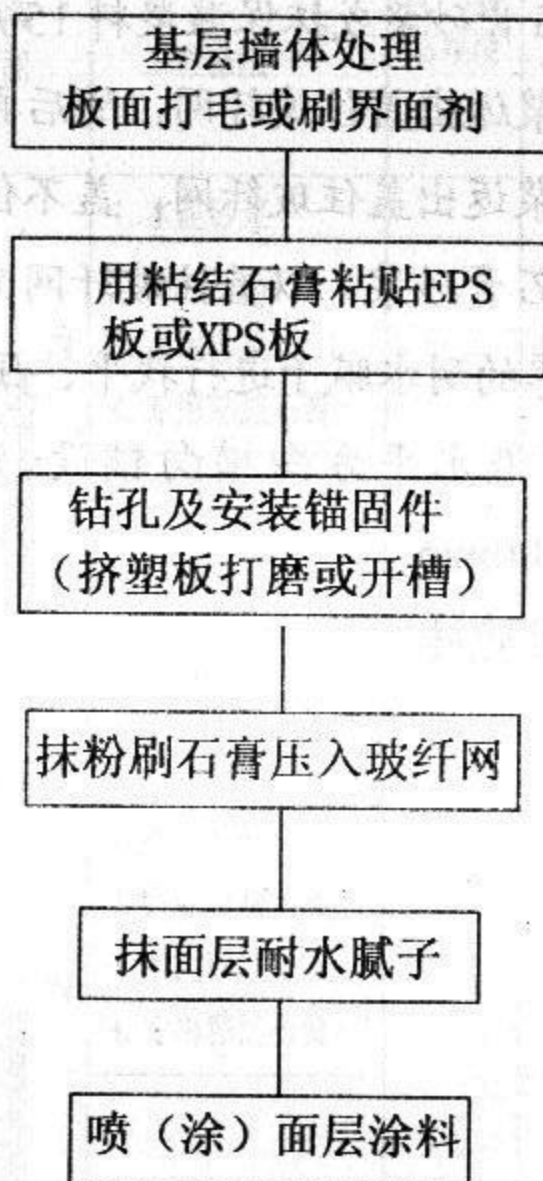 基层墙体处理
板面打毛或刷界面剂
用粘结石膏粘贴EPS
板或XPS板
钻孔及安装锚固件
（挤塑板打磨或开槽）
抹粉刷石膏压入玻纤网
抹面层耐水腻子
喷（涂）面层涂料